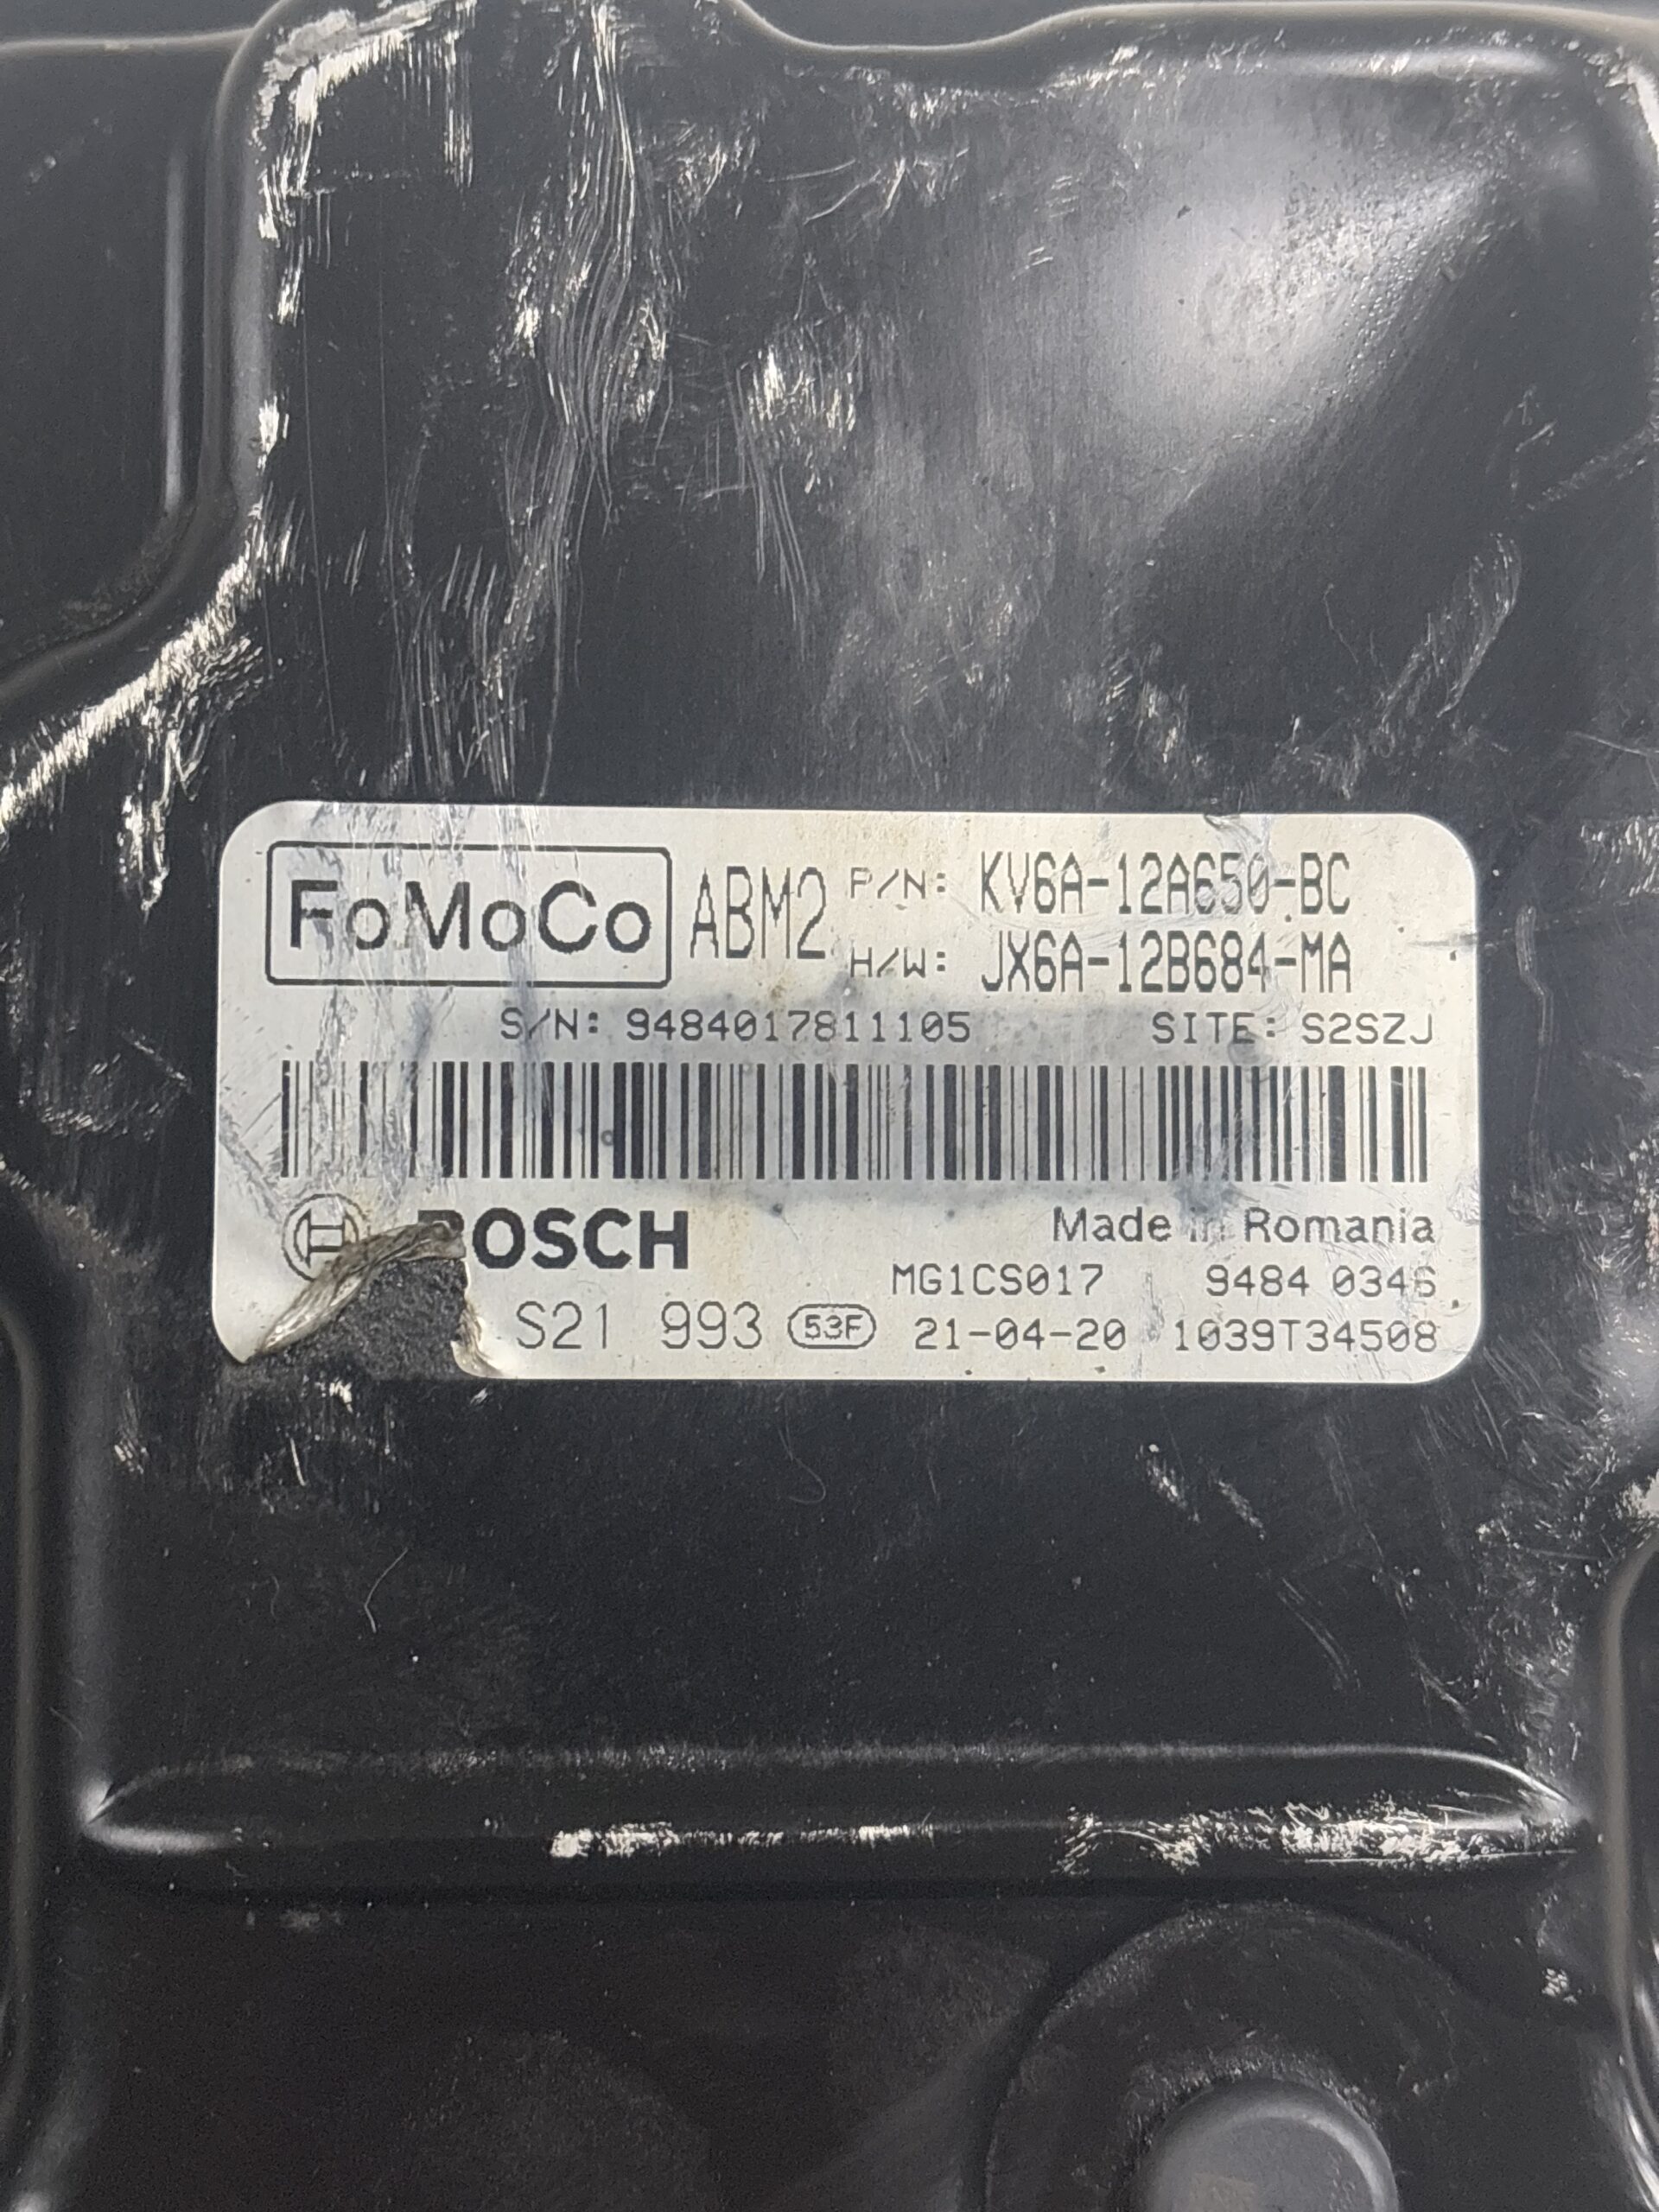 FoMoCo ABM2 P/N: KV6A-12A650-BC
H/W: JX6A-12B684-MA
S/N: 9484017811105 SITE: S2SZJ
BOSCH Made in Romania
MG1CS017 9484 0346
S21 993 53F 21-04-20 1039T34508